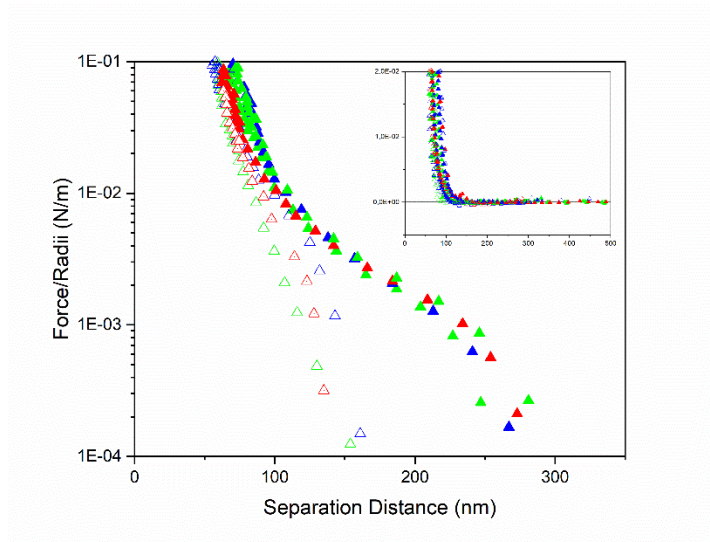 1E-01
1E-02
1E-03
1E-04
Force/Radii (N/m)
0
100
200
300
Separation Distance (nm)
2,0E-02
1,0E-02
0,0E+00
0
100
200
300
400
500